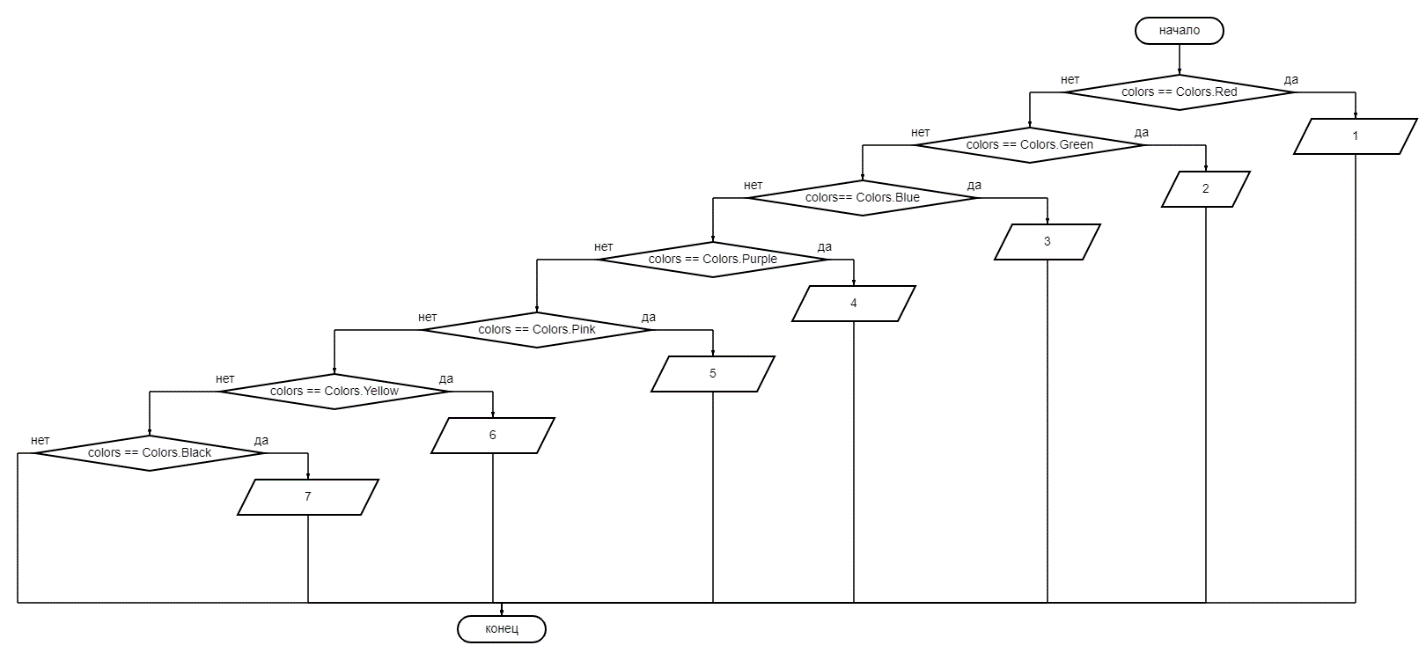 начало
нет
да
colors == Colors.Red
1
нет
да
colors == Colors.Green
2
нет
да
colors== Colors.Blue
3
нет
да
colors == Colors.Purple
4
нет
да
colors == Colors.Pink
5
нет
да
colors == Colors.Yellow
6
нет
да
colors == Colors.Black
7
конец